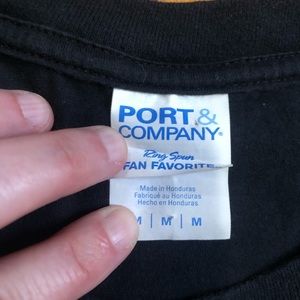 PORT &
COMPANY®
Ring Spun
FAN FAVORITE
Made in Honduras
Fabriqué au Honduras
Hecho en Honduras
M | M | M